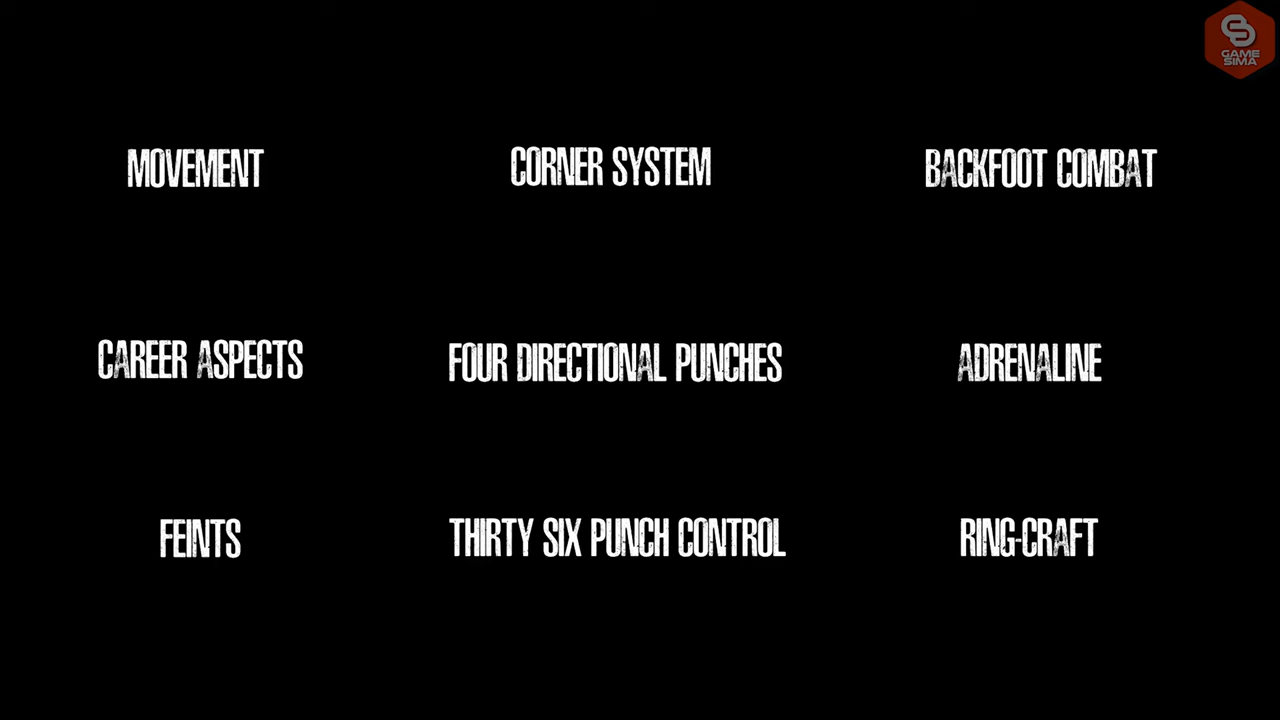 GAME
SIMA
MOVEMENT
CORNER SYSTEM
BACKFOOT COMBAT
CAREER ASPECTS
FOUR DIRECTIONAL PUNCHES
ADRENALINE
FEINTS
THIRTY SIX PUNCH CONTROL
RING-CRAFT